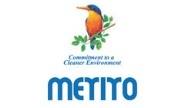 Commitment to a
Cleaner Environment
METITO